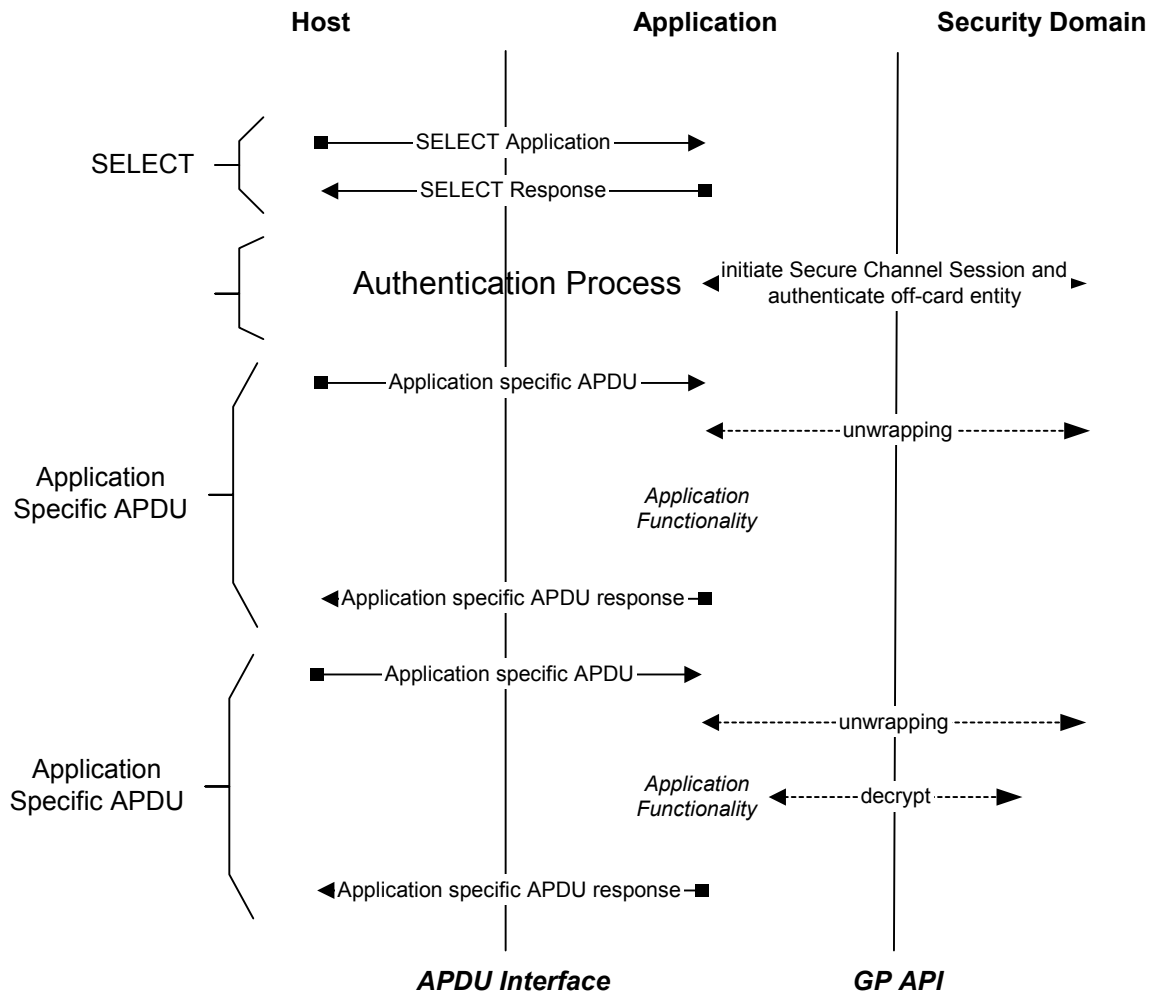 Host
Application
Security Domain
SELECT
SELECT Application
SELECT Response
Authentication Process
initiate Secure Channel Session and
authenticate off-card entity
Application specific APDU
unwrapping
Application
Specific APDU
Application
Functionality
Application specific APDU response
Application specific APDU
unwrapping
Application
Specific APDU
Application
Functionality
decrypt
Application specific APDU response
APDU Interface
GP API